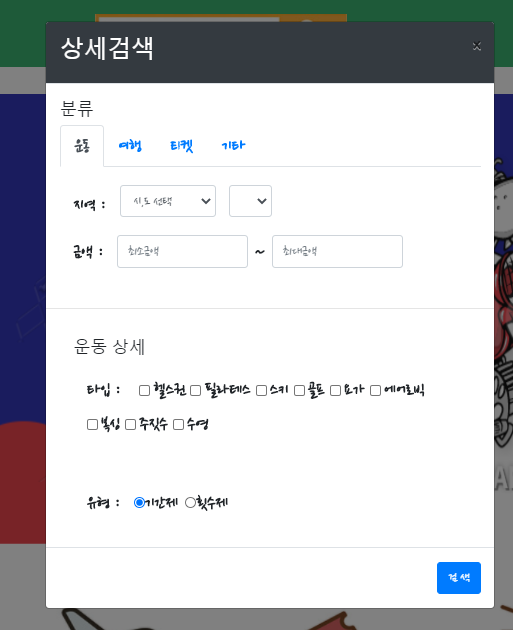 상세검색 ×
분류
운동 여행 티켓 기타
지역 : 시,도 선택
금액 : 최소금액 ~ 최대금액
운동 상세
타입 : 헬스권 필라테스 스키 골프 요가 에어로빅
복싱 주짓수 수영
유형 : 기간제 횟수제
검색